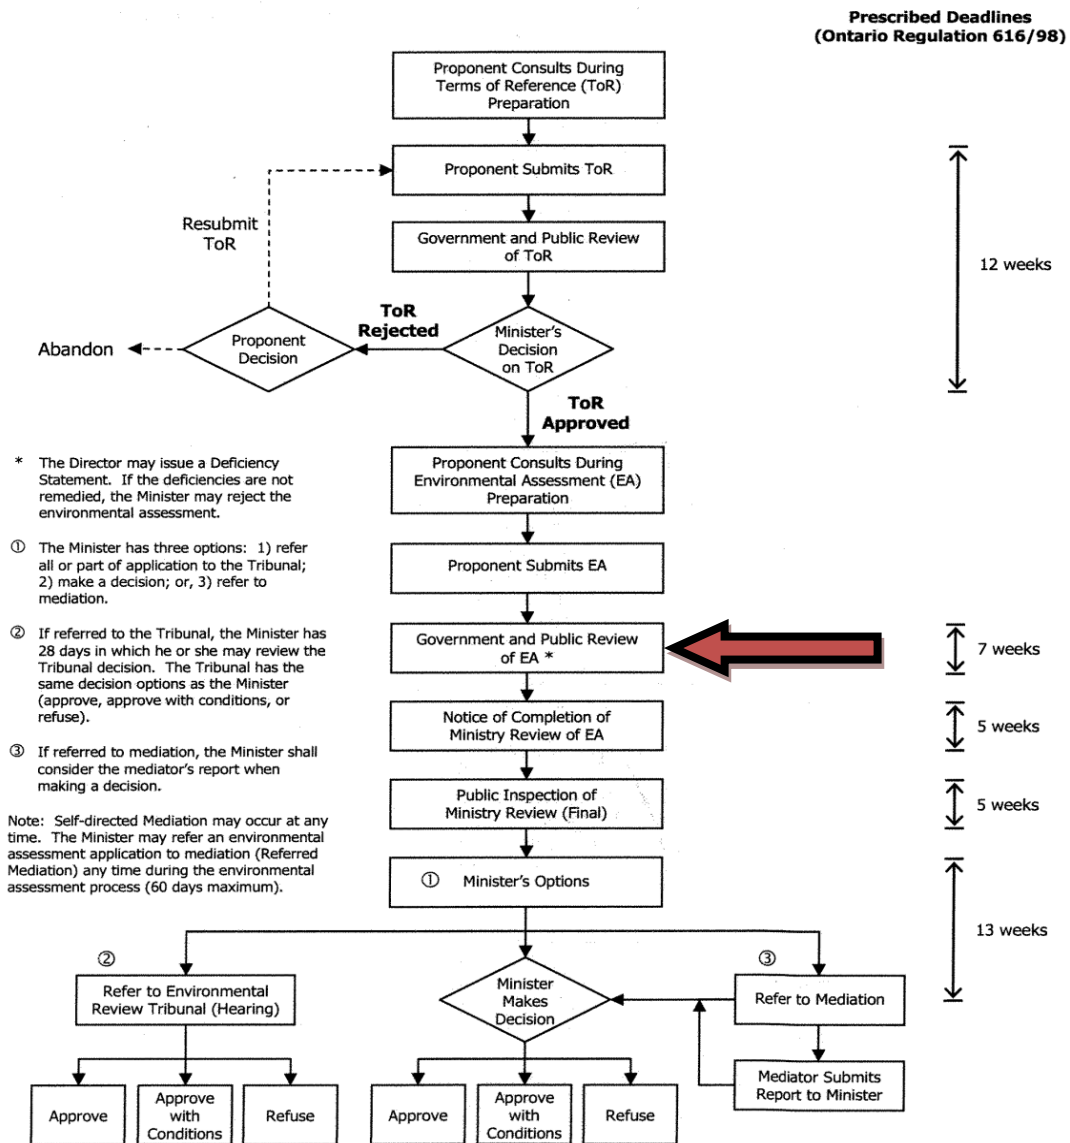 Prescribed Deadlines
(Ontario Regulation 616/98)
Proponent Consults During
Terms of Reference (ToR)
Preparation
Proponent Submits ToR
Resubmit
ToR
Government and Public Review
of ToR
12 weeks
ToR
Rejected
Minister's
Decision
on ToR
Proponent
Decision
Abandon
ToR
Approved
* The Director may issue a Deficiency
Statement. If the deficiencies are not
remedied, the Minister may reject the
environmental assessment.
① The Minister has three options: 1) refer
all or part of application to the Tribunal;
2) make a decision; or, 3) refer to
mediation.
② If referred to the Tribunal, the Minister has
28 days in which he or she may review the
Tribunal decision. The Tribunal has the
same decision options as the Minister
(approve, approve with conditions, or
refuse).
③ If referred to mediation, the Minister shall
consider the mediator's report when
making a decision.
Note: Self-directed Mediation may occur at any
time. The Minister may refer an environmental
assessment application to mediation (Referred
Mediation) any time during the environmental
assessment process (60 days maximum).
Proponent Consults During
Environmental Assessment (EA)
Preparation
Proponent Submits EA
Government and Public Review
of EA *
7 weeks
Notice of Completion of
Ministry Review of EA
5 weeks
Public Inspection of
Ministry Review (Final)
5 weeks
① Minister's Options
13 weeks
②
Refer to Environmental
Review Tribunal (Hearing)
Minister
Makes
Decision
③
Refer to Mediation
Mediator Submits
Report to Minister
Approve
Approve
with
Conditions
Refuse
Approve
Approve
with
Conditions
Refuse